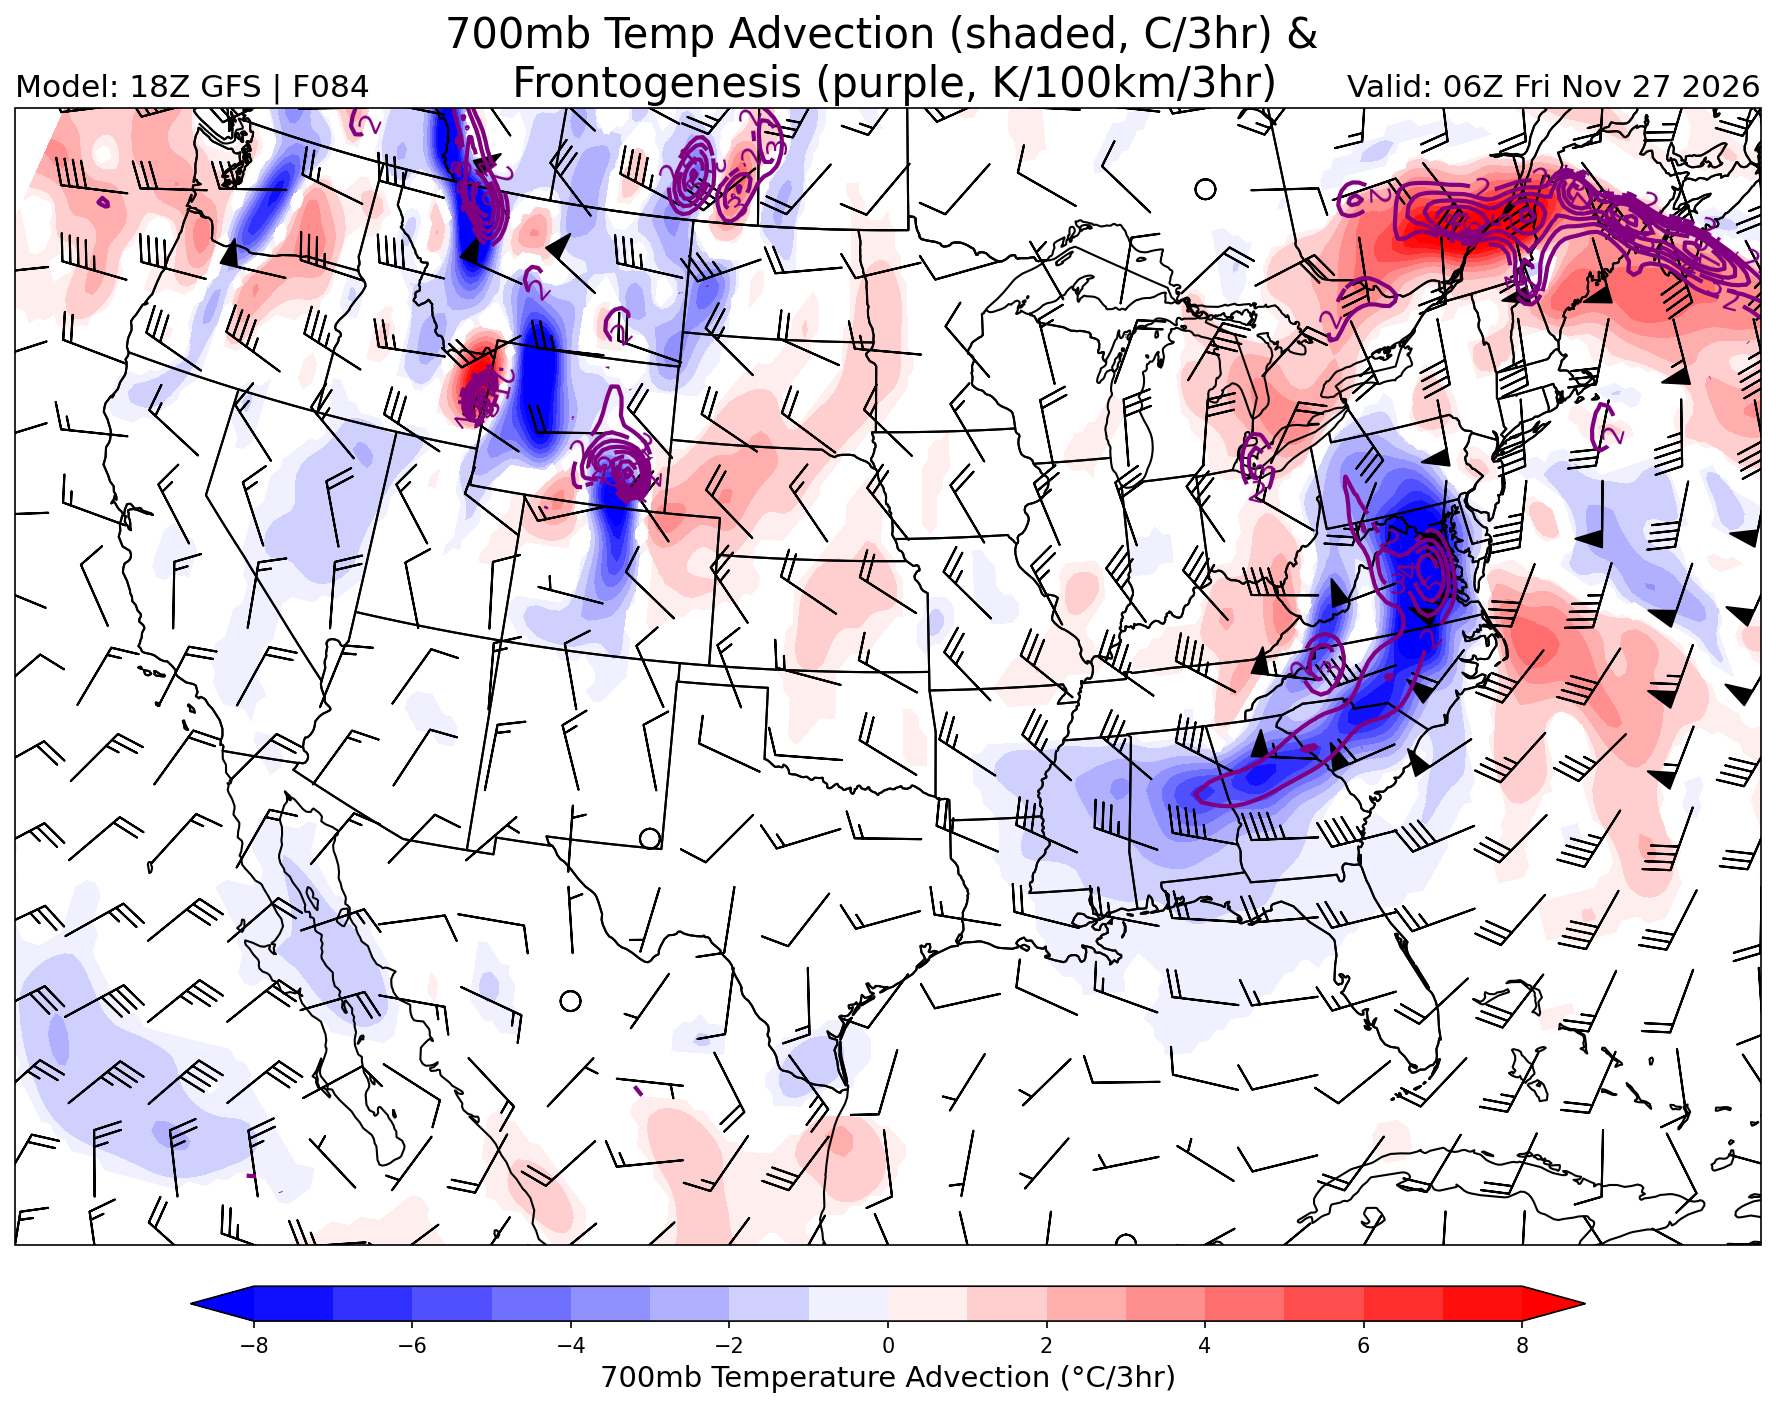 700mb Temp Advection (shaded, C/3hr) &
Frontogenesis (purple, K/100km/3hr)
Model: 18Z GFS | F084
Valid: 06Z Fri Nov 27 2026
−8 −6 −4 −2 0 2 4 6 8
700mb Temperature Advection (°C/3hr)